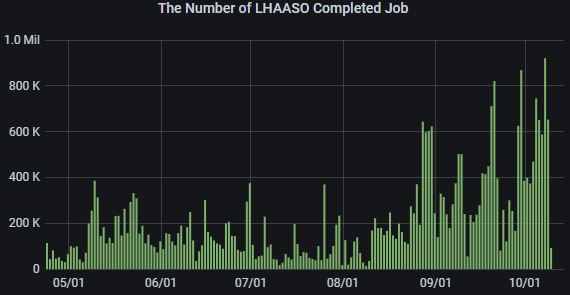 The Number of LHAASO Completed Job
1.0 Mil
800 K
600 K
400 K
200 K
0
05/01 06/01 07/01 08/01 09/01 10/01